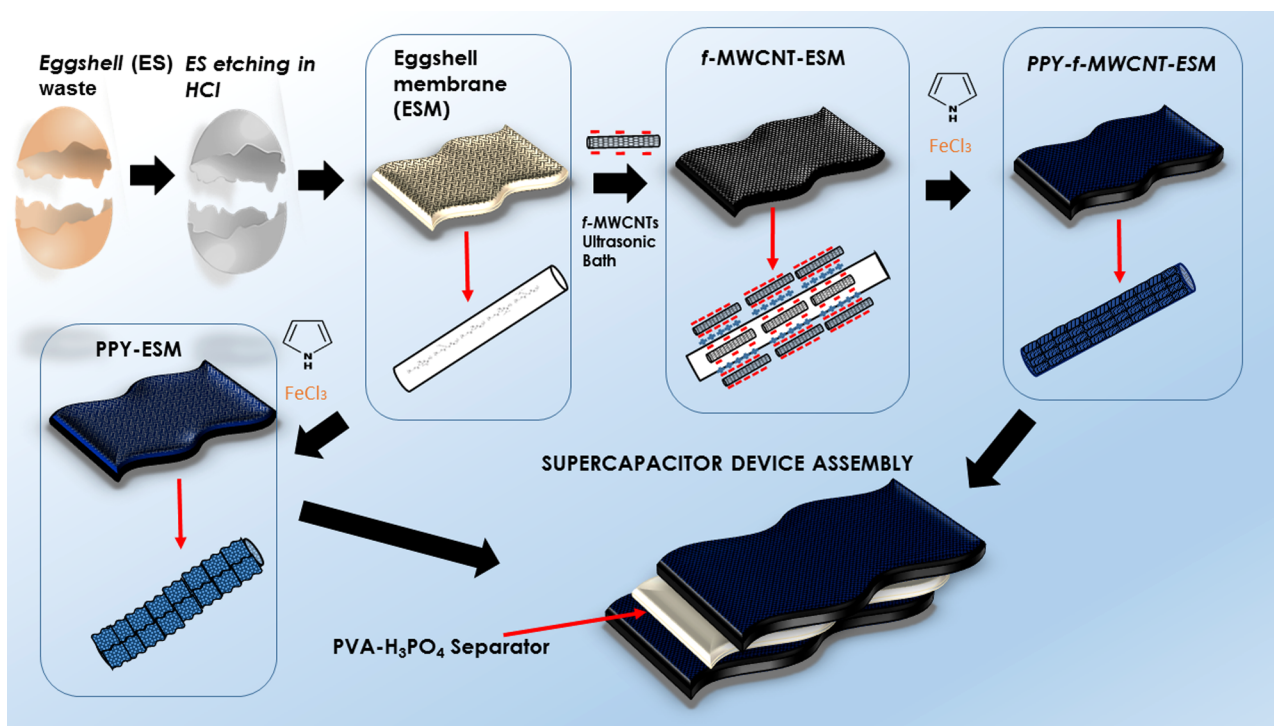 Eggshell (ES)
waste
ES etching in
HCl
Eggshell
membrane
(ESM)
f-MWCNTs
Ultrasonic
Bath
f-MWCNT-ESM
N
H
FeCl₃
PPY-f-MWCNT-ESM
PPY-ESM
N
H
FeCl₃
SUPERCAPACITOR DEVICE ASSEMBLY
PVA-H₃PO₄ Separator